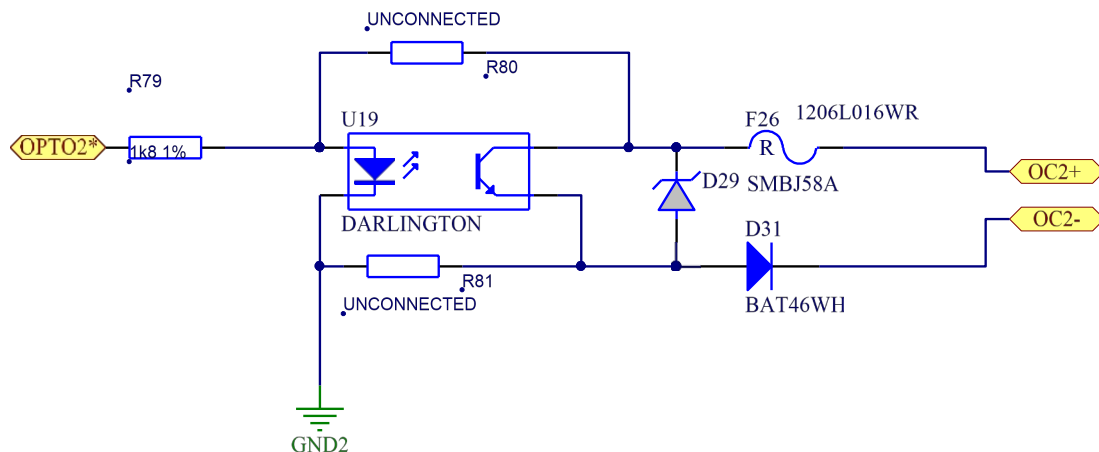 UNCONNECTED
R80
R79
OPTO2*
1k8 1%
U19
DARLINGTON
F26
1206L016WR
R
D29
SMBJ58A
OC2+
OC2-
D31
BAT46WH
R81
UNCONNECTED
GND2